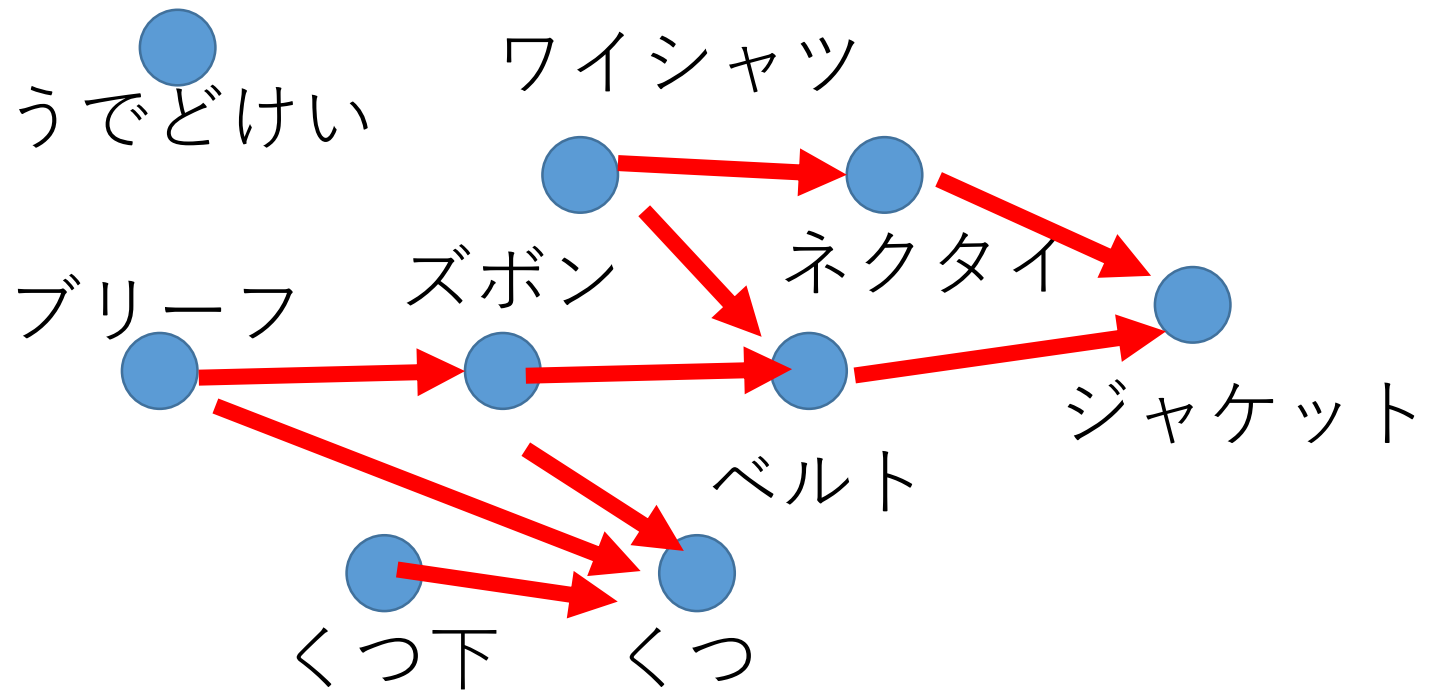 うでどけい
ワイシャツ
ネクタイ
ズボン
ブリーフ
ジャケット
ベルト
くつ下
くつ